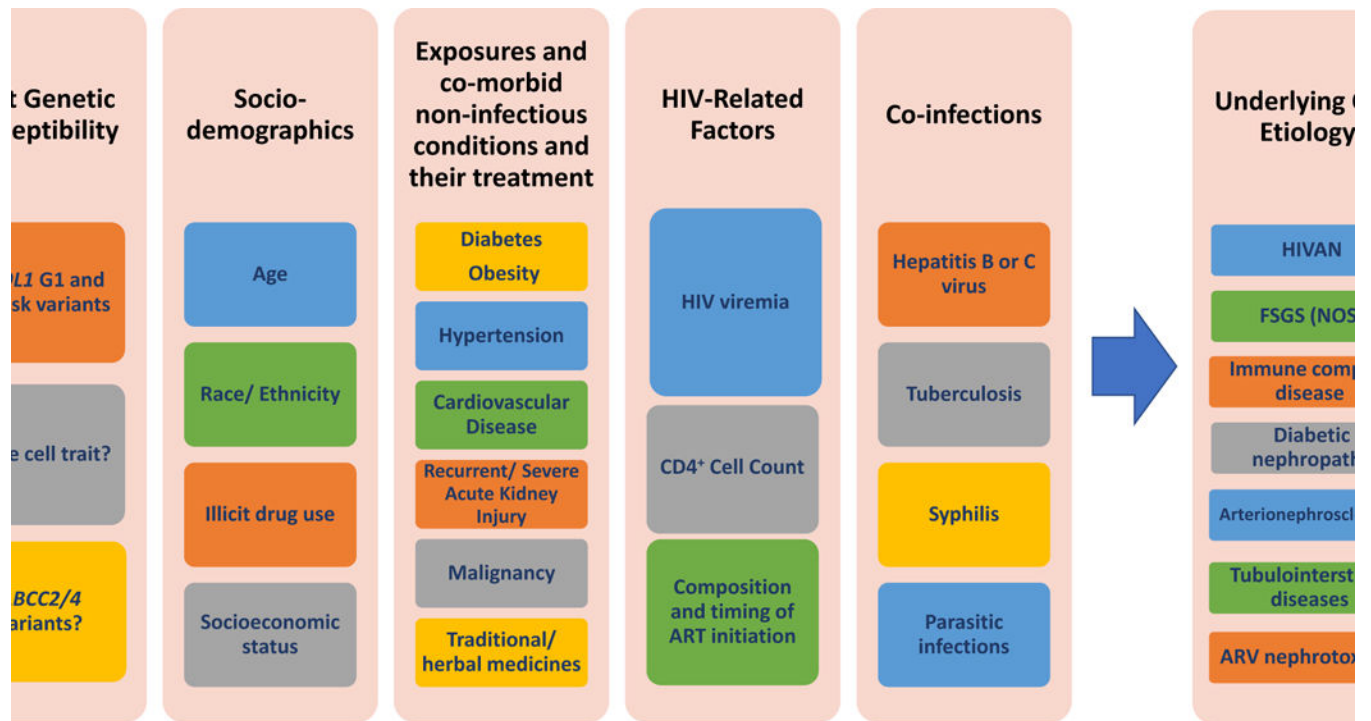 t Genetic
eptibility
OL1 G1 and
sk variants
e cell trait?
BCC2/4
ariants?
Socio-
demographics
Age
Race/ Ethnicity
Illicit drug use
Socioeconomic
status
Exposures and
co-morbid
non-infectious
conditions and
their treatment
Diabetes
Obesity
Hypertension
Cardiovascular
Disease
Recurrent/ Severe
Acute Kidney
Injury
Malignancy
Traditional/
herbal medicines
HIV-Related
Factors
HIV viremia
CD4⁺ Cell Count
Composition
and timing of
ART initiation
Co-infections
Hepatitis B or C
virus
Tuberculosis
Syphilis
Parasitic
infections
Underlying
Etiology
HIVAN
FSGS (NOS
Immune comp
disease
Diabetic
nephropath
Arterionephroscl
Tubulointerst
diseases
ARV nephrotox